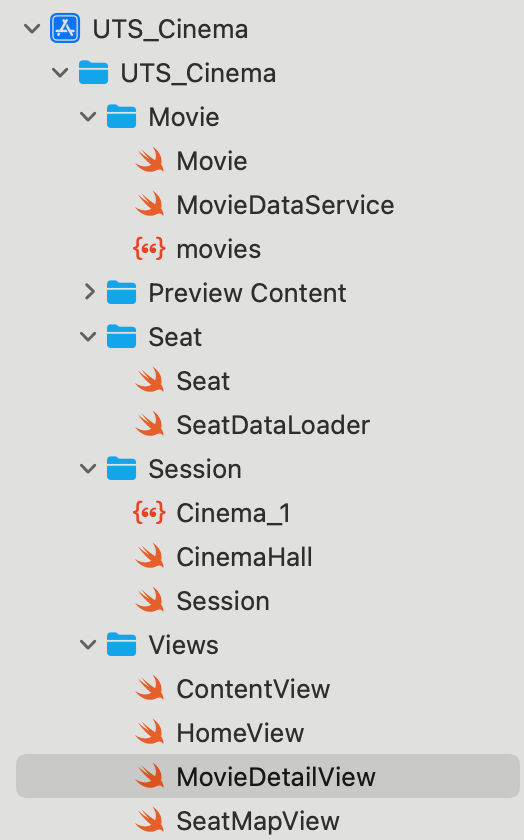 UTS_Cinema
UTS_Cinema
Movie
Movie
MovieDataService
movies
Preview Content
Seat
Seat
SeatDataLoader
Session
Cinema_1
CinemaHall
Session
Views
ContentView
HomeView
MovieDetailView
SeatMapView